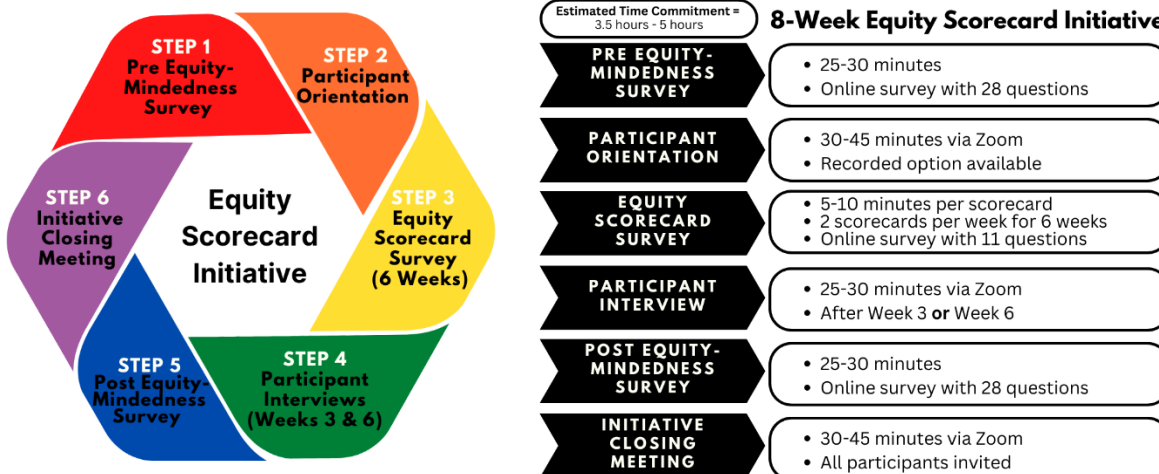 STEP 1
Pre Equity-
Mindedness
Survey
STEP 2
Participant
Orientation
STEP 3
Equity
Scorecard
Survey
(6 Weeks)
STEP 4
Participant
Interviews
(Weeks 3 & 6)
STEP 5
Post Equity-
Mindedness
Survey
STEP 6
Initiative
Closing
Meeting
Equity
Scorecard
Initiative
Estimated Time Commitment =
3.5 hours - 5 hours
8-Week Equity Scorecard Initiative
PRE EQUITY-
MINDEDNESS
SURVEY
• 25-30 minutes
• Online survey with 28 questions
PARTICIPANT
ORIENTATION
• 30-45 minutes via Zoom
• Recorded option available
EQUITY
SCORECARD
SURVEY
• 5-10 minutes per scorecard
• 2 scorecards per week for 6 weeks
• Online survey with 11 questions
PARTICIPANT
INTERVIEW
• 25-30 minutes via Zoom
• After Week 3 or Week 6
POST EQUITY-
MINDEDNESS
SURVEY
• 25-30 minutes
• Online survey with 28 questions
INITIATIVE
CLOSING
MEETING
• 30-45 minutes via Zoom
• All participants invited